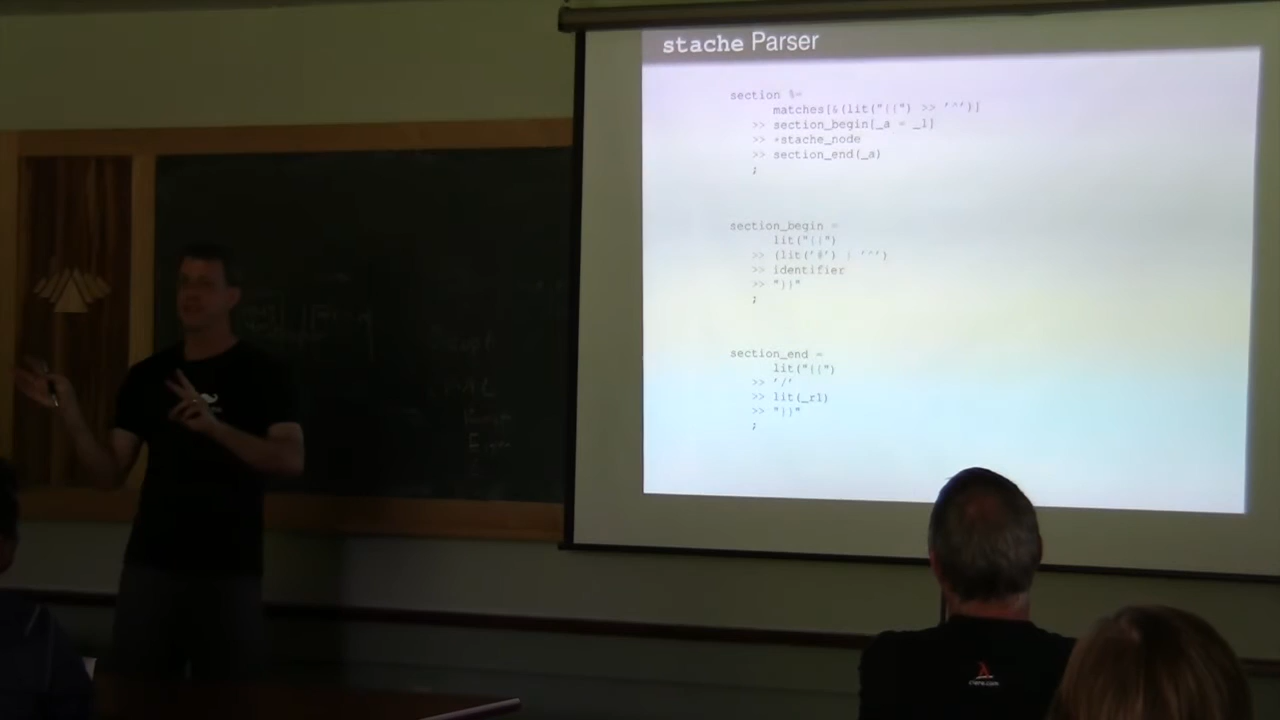 stache Parser
section %=
matches[&(lit("{{") >> '^')]
>> section_begin[_a = _1]
>> *stache_node
>> section_end(_a)
;
section_begin =
lit("{{")
>> (lit('#') | '^')
>> identifier
>> "}}"
;
section_end =
lit("{{")
>> '/'
>> lit(_r1)
>> "}}"
;